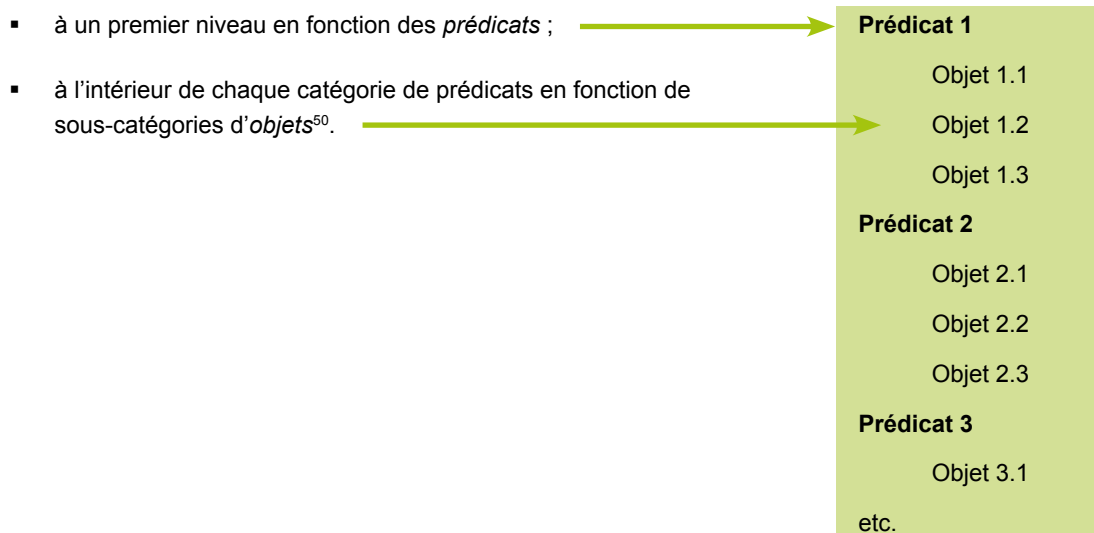 ▪ à un premier niveau en fonction des prédicats ;
▪ à l’intérieur de chaque catégorie de prédicats en fonction de
sous-catégories d’objets⁵⁰.
Prédicat 1
Objet 1.1
Objet 1.2
Objet 1.3
Prédicat 2
Objet 2.1
Objet 2.2
Objet 2.3
Prédicat 3
Objet 3.1
etc.